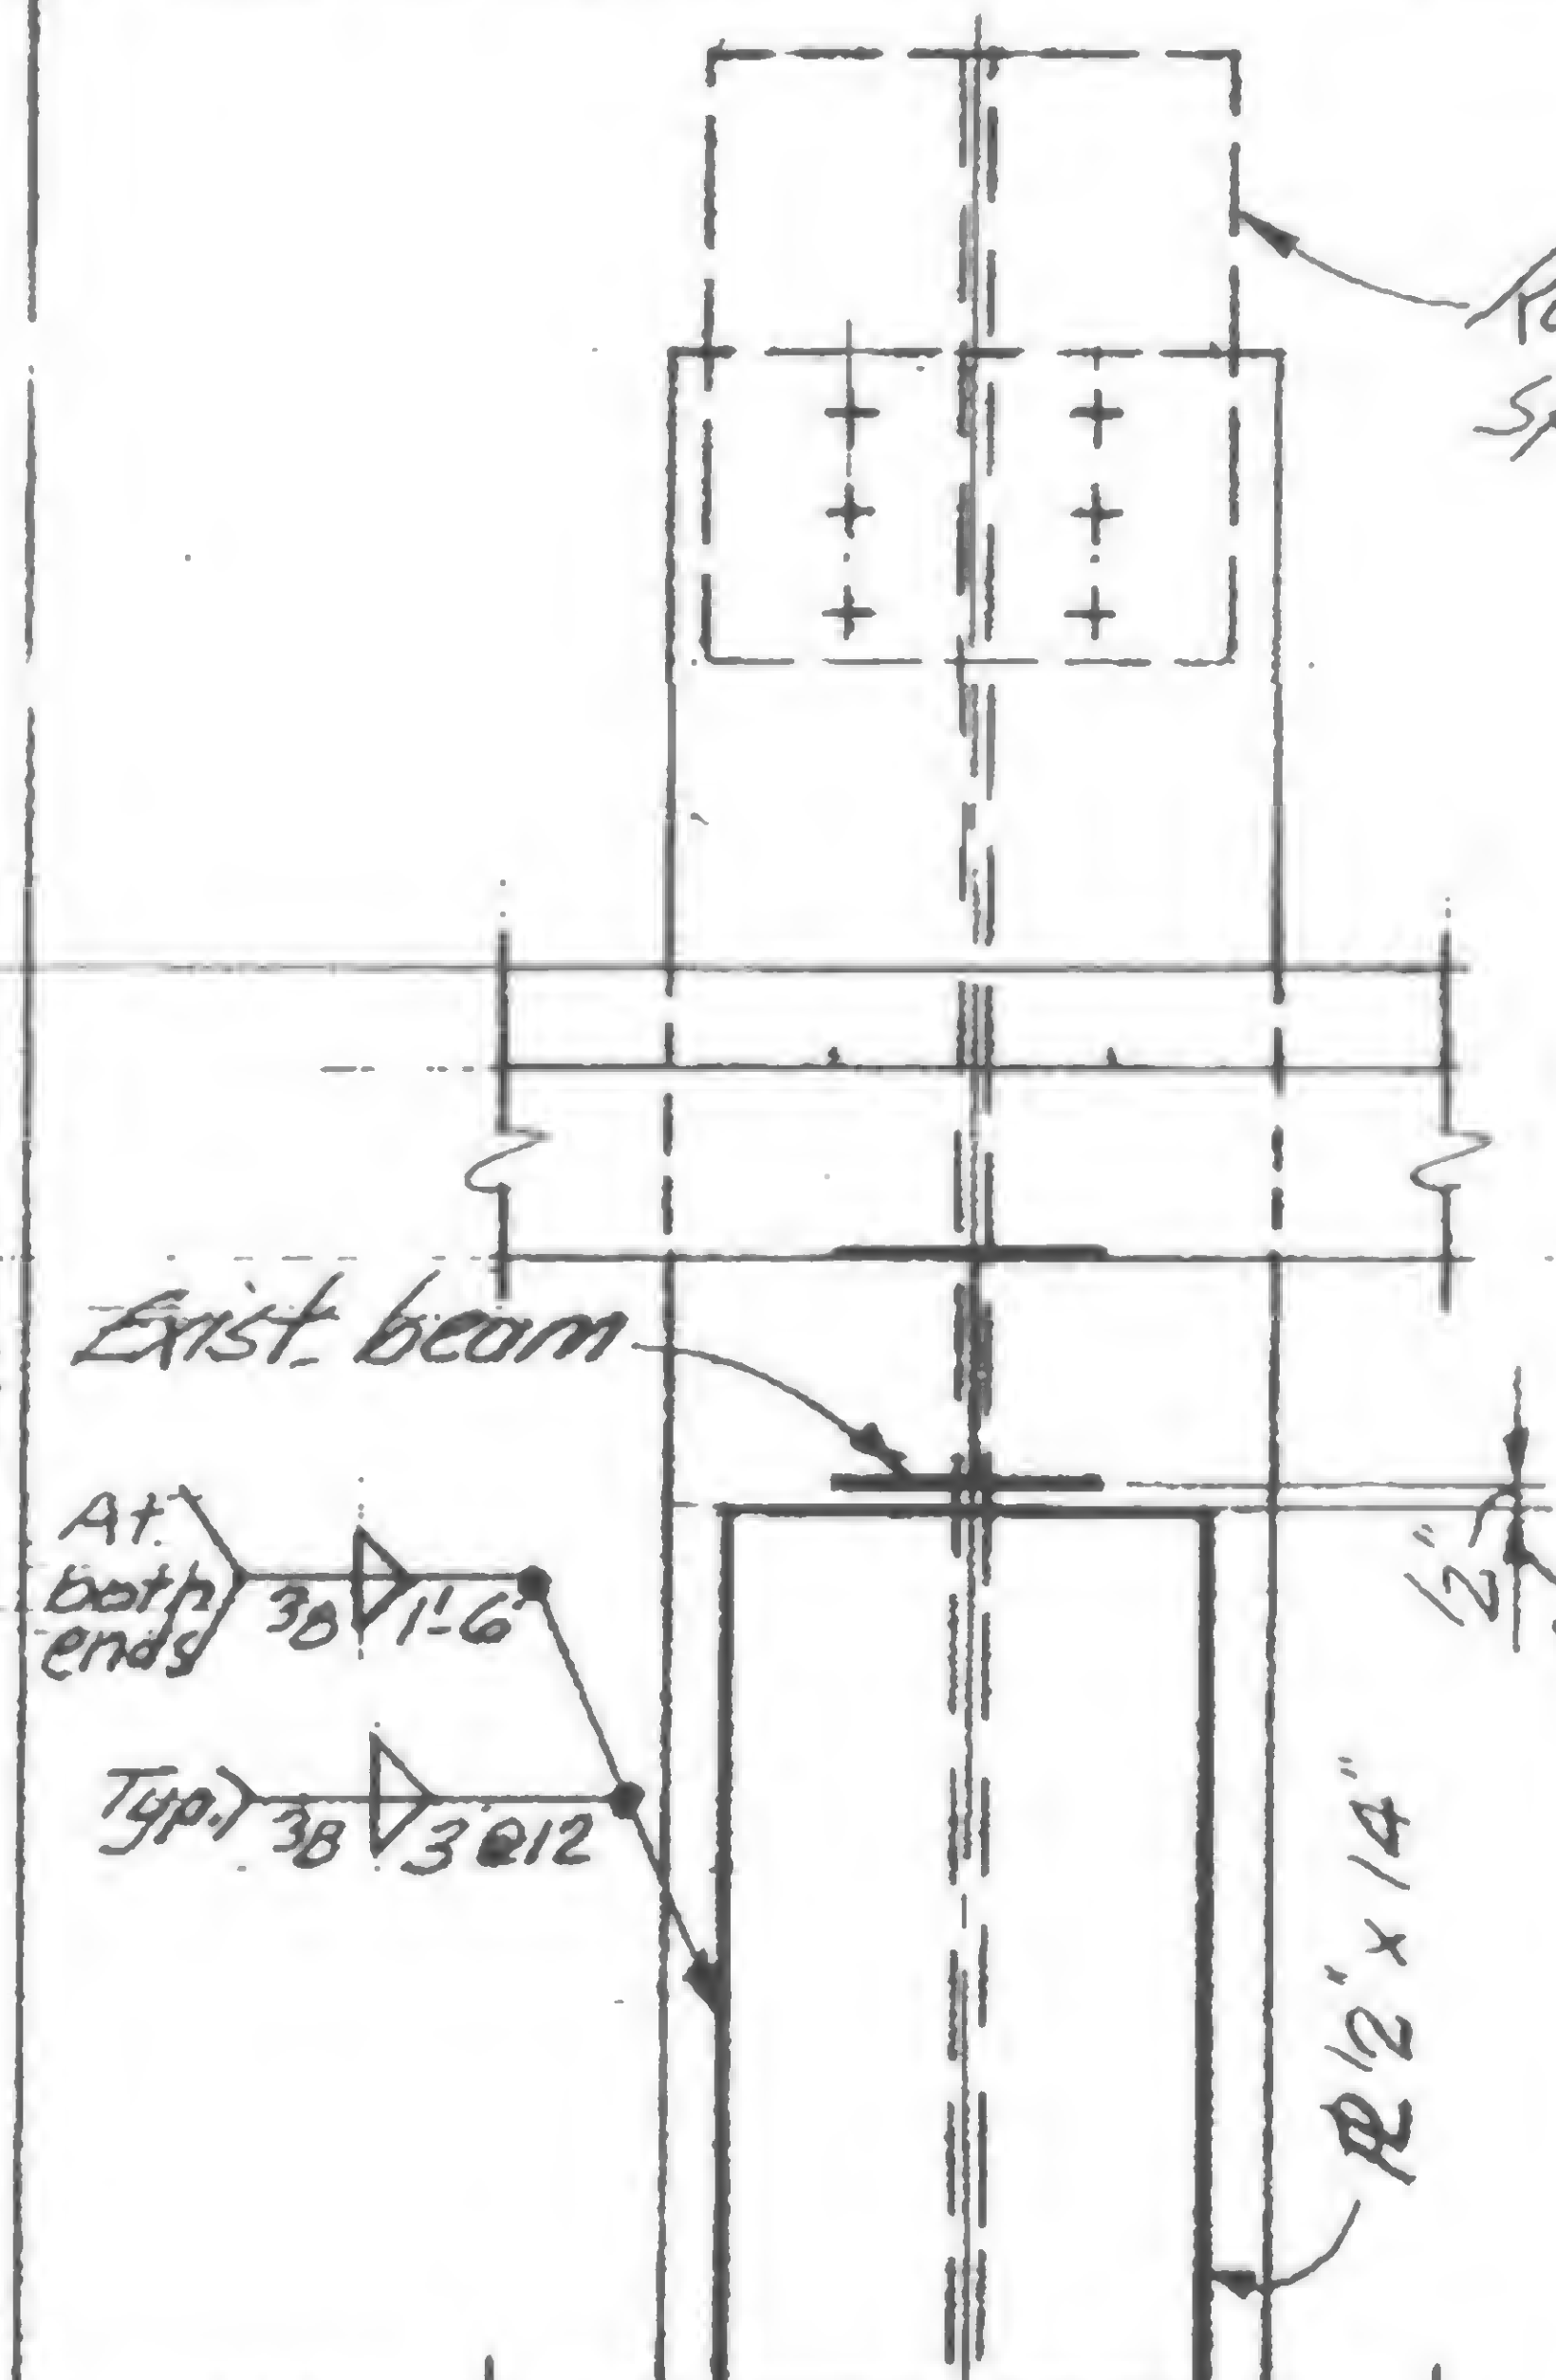 Exist. beam
At
both
ends
3/8 1'-6
Typ.
3/8 3@12
1/2"
PL 1/2" x 14"